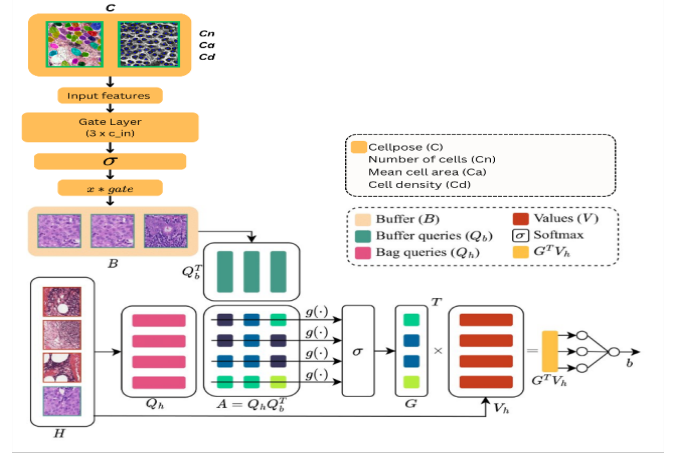 C
Cn
Ca
Cd
Input features
Gate Layer
(3 x c_in)
σ
x * gate
B
Cellpose (C)
Number of cells (Cn)
Mean cell area (Ca)
Cell density (Cd)
Buffer (B)
Buffer queries (Q_b)
Bag queries (Q_h)
Values (V)
σ Softmax
G^T V_h
Q_b^T
g(·)
g(·)
g(·)
g(·)
σ
T
×
=
b
H
Q_h
A = Q_h Q_b^T
G
V_h
G^T V_h